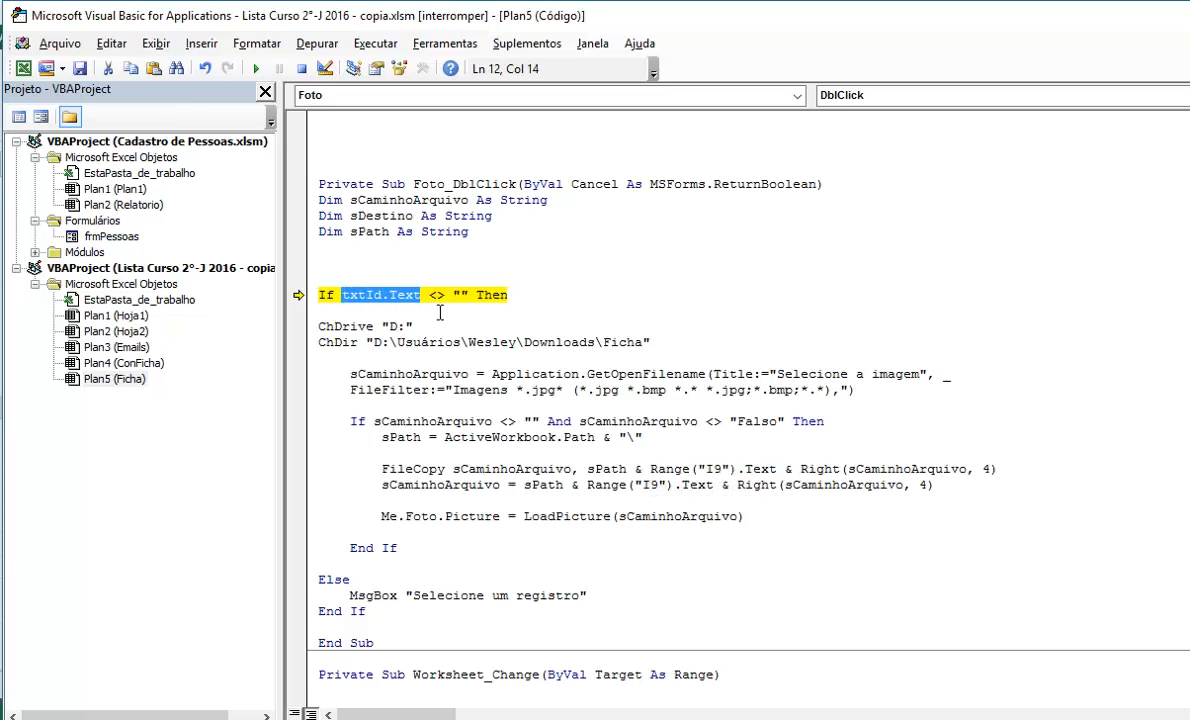 Microsoft Visual Basic for Applications - Lista Curso 2°-J 2016 - copia.xlsm [interromper] - [Plan5 (Código)]
Arquivo Editar Exibir Inserir Formatar Depurar Executar Ferramentas Suplementos Janela Ajuda
Ln 12, Col 14
Projeto - VBAProject
Foto
DblClick
VBAProject (Cadastro de Pessoas.xlsm)
Microsoft Excel Objetos
EstaPasta_de_trabalho
Plan1 (Plan1)
Plan2 (Relatorio)
Formulários
frmPessoas
Módulos
VBAProject (Lista Curso 2°-J 2016 - copia
Microsoft Excel Objetos
EstaPasta_de_trabalho
Plan1 (Hoja1)
Plan2 (Hoja2)
Plan3 (Emails)
Plan4 (ConFicha)
Plan5 (Ficha)
Private Sub Foto_DblClick(ByVal Cancel As MSForms.ReturnBoolean)
Dim sCaminhoArquivo As String
Dim sDestino As String
Dim sPath As String
If txtId.Text <> "" Then
ChDrive "D:"
ChDir "D:\Usuários\Wesley\Downloads\Ficha"
sCaminhoArquivo = Application.GetOpenFilename(Title:="Selecione a imagem", _
FileFilter:="Imagens *.jpg* (*.jpg *.bmp *.* *.jpg;*.bmp;*.*),")
If sCaminhoArquivo <> "" And sCaminhoArquivo <> "Falso" Then
sPath = ActiveWorkbook.Path & "\"
FileCopy sCaminhoArquivo, sPath & Range("I9").Text & Right(sCaminhoArquivo, 4)
sCaminhoArquivo = sPath & Range("I9").Text & Right(sCaminhoArquivo, 4)
Me.Foto.Picture = LoadPicture(sCaminhoArquivo)
End If
Else
MsgBox "Selecione um registro"
End If
End Sub
Private Sub Worksheet_Change(ByVal Target As Range)